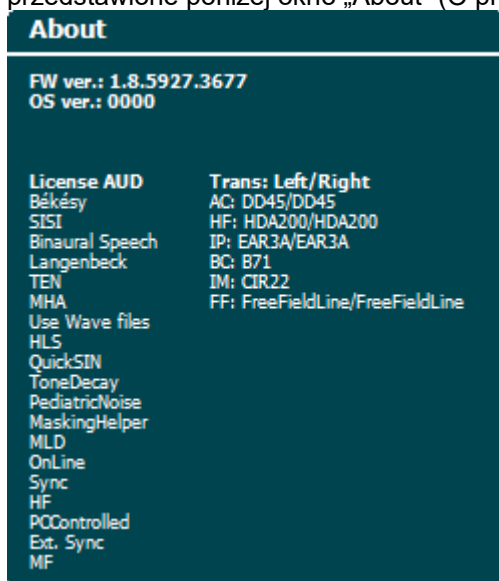 przedstawione poniżej okno „About” (O pr
About
FW ver.: 1.8.5927.3677
OS ver.: 0000
License AUD
Békésy
SISI
Binaural Speech
Langenbeck
TEN
MHA
Use Wave files
HLS
QuickSIN
ToneDecay
PediatricNoise
MaskingHelper
MLD
OnLine
Sync
HF
PCControlled
Ext. Sync
MF
Trans: Left/Right
AC: DD45/DD45
HF: HDA200/HDA200
IP: EAR3A/EAR3A
BC: B71
IM: CIR22
FF: FreeFieldLine/FreeFieldLine